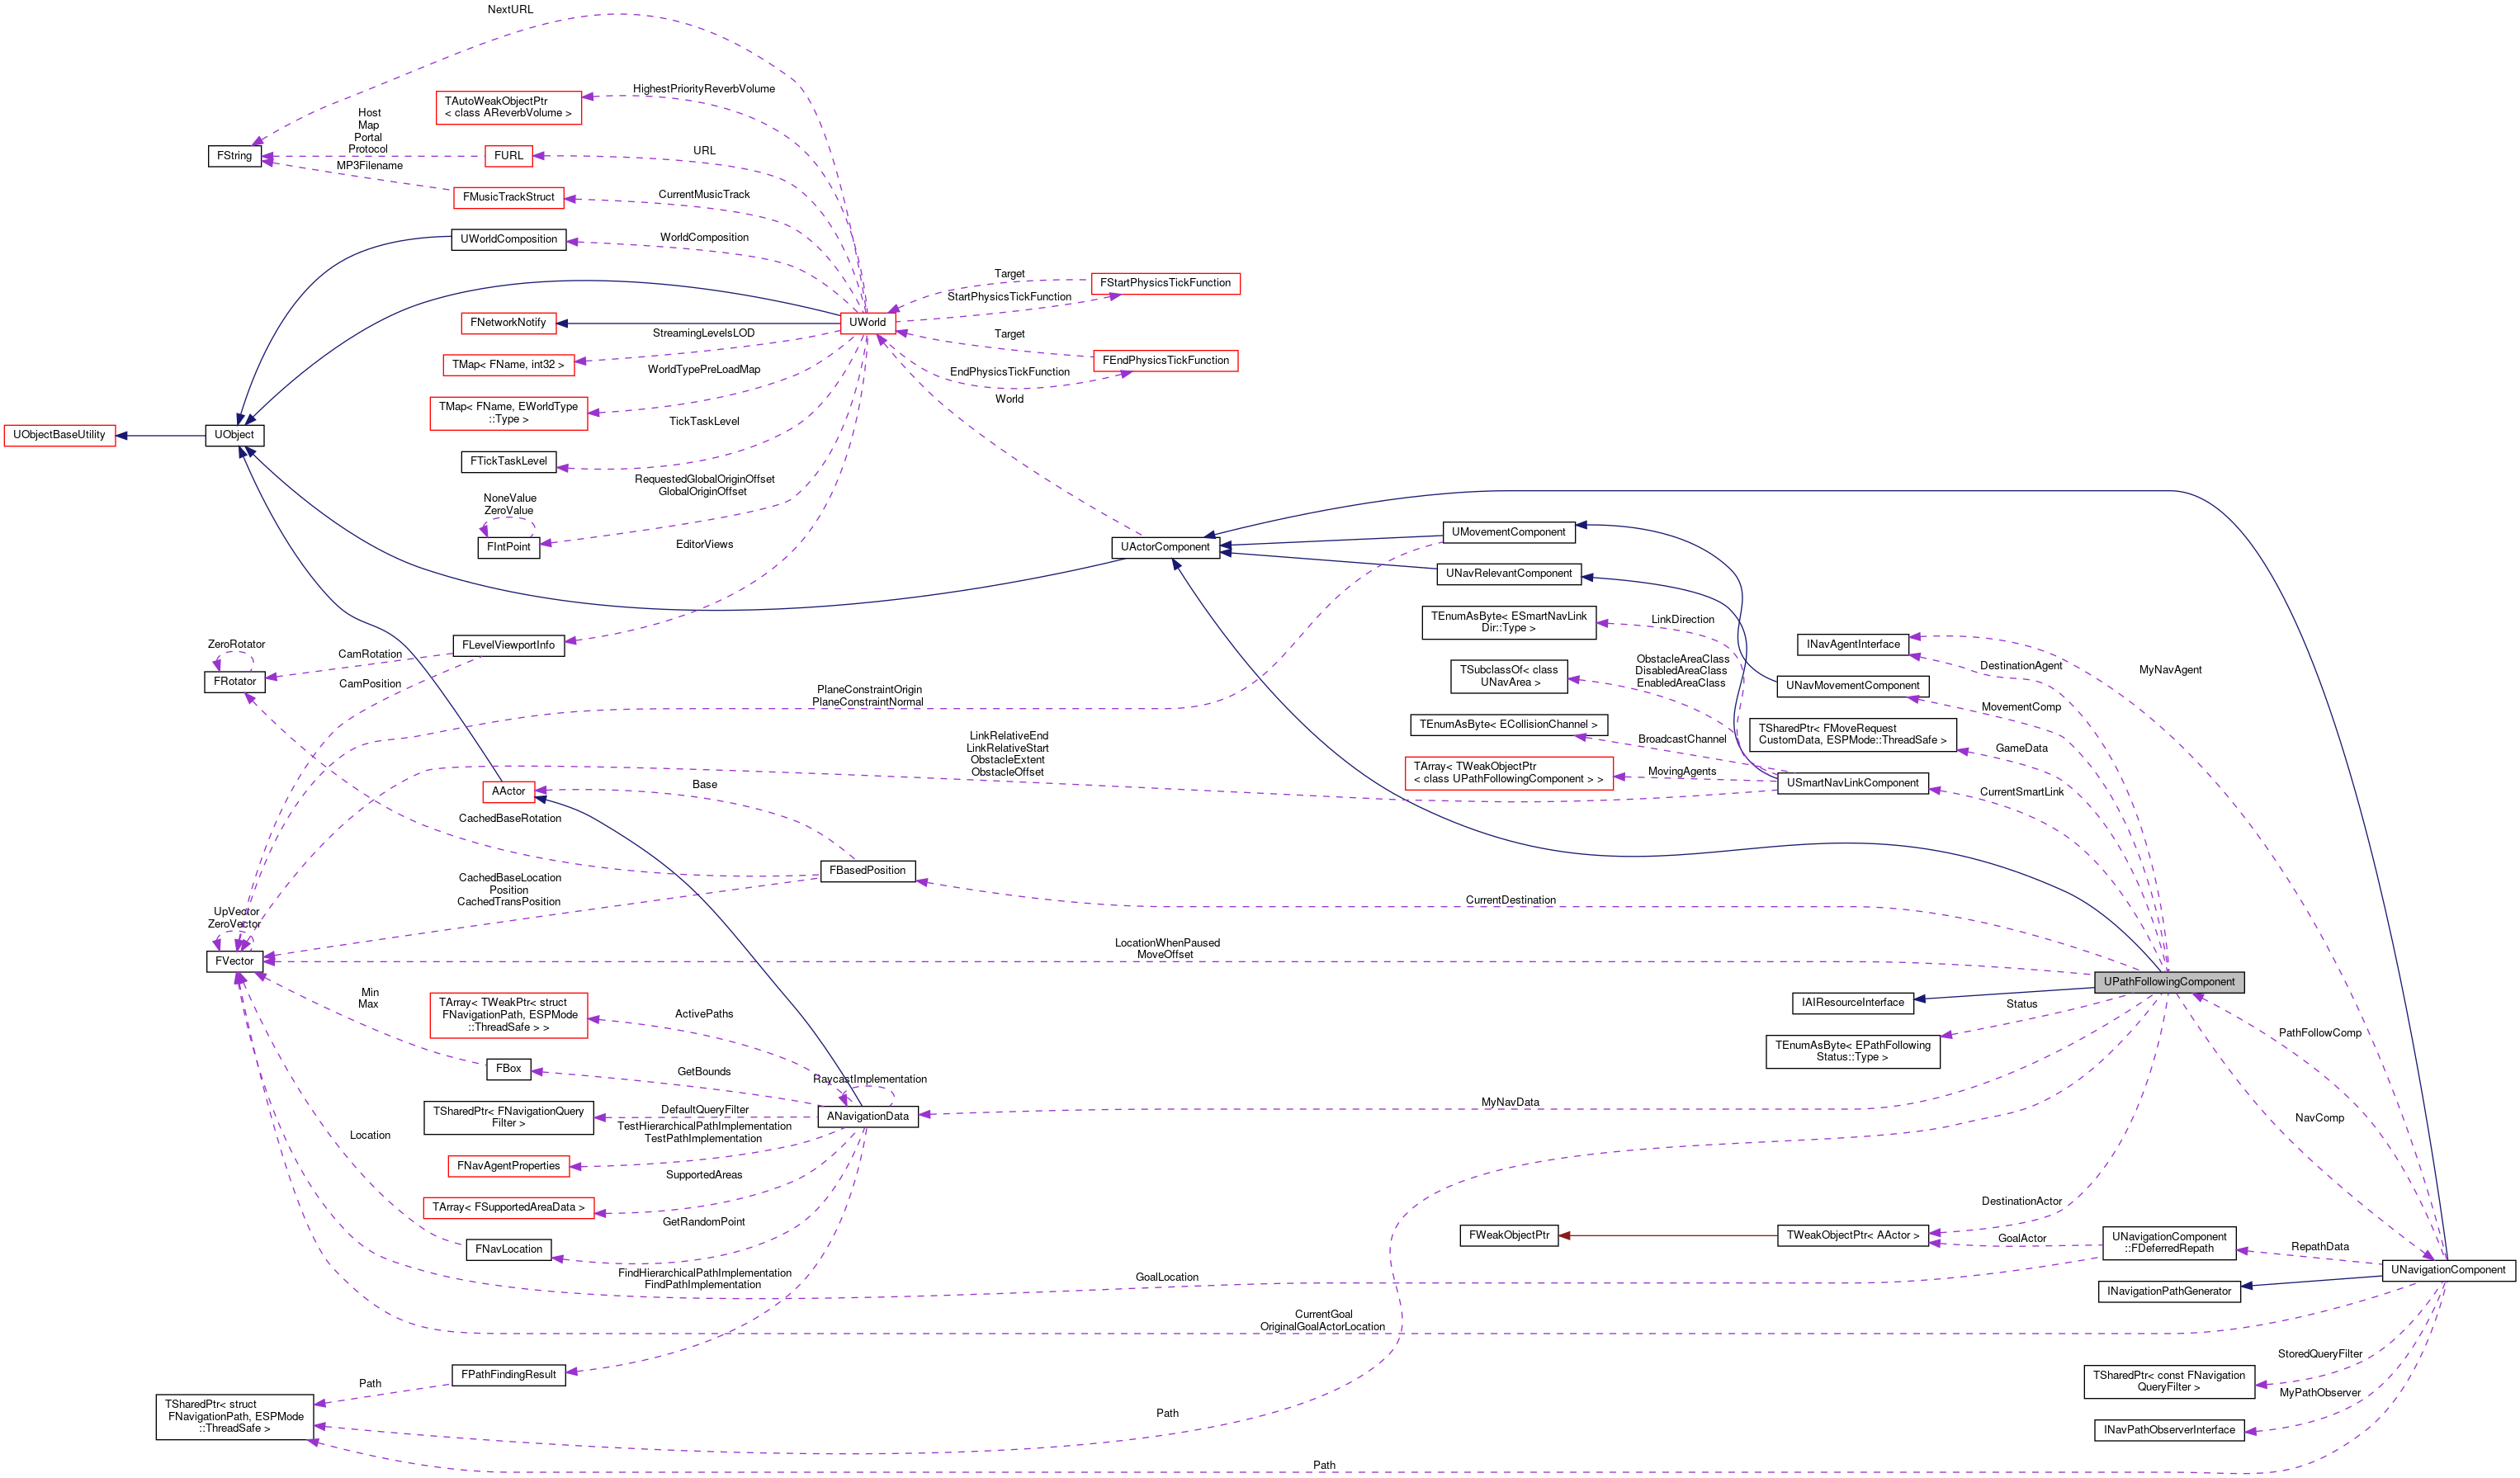 NextURL
HighestPriorityReverbVolume
TAutoWeakObjectPtr
< class AReverbVolume >
Host
Map
Portal
Protocol
FString
FURL
URL
MP3Filename
FMusicTrackStruct
CurrentMusicTrack
UWorldComposition
WorldComposition
Target
FStartPhysicsTickFunction
StartPhysicsTickFunction
FNetworkNotify
UWorld
StreamingLevelsLOD
Target
TMap< FName, int32 >
FEndPhysicsTickFunction
WorldTypePreLoadMap
EndPhysicsTickFunction
World
TMap< FName, EWorldType
::Type >
TickTaskLevel
UObjectBaseUtility
UObject
FTickTaskLevel
RequestedGlobalOriginOffset
GlobalOriginOffset
NoneValue
ZeroValue
FIntPoint
EditorViews
UActorComponent
UMovementComponent
UNavRelevantComponent
TEnumAsByte< ESmartNavLink
Dir::Type >
LinkDirection
ZeroRotator
FLevelViewportInfo
CamRotation
FRotator
CamPosition
PlaneConstraintOrigin
PlaneConstraintNormal
TSubclassOf< class
UNavArea >
ObstacleAreaClass
DisabledAreaClass
EnabledAreaClass
INavAgentInterface
DestinationAgent
MyNavAgent
UNavMovementComponent
MovementComp
TEnumAsByte< ECollisionChannel >
BroadcastChannel
TSharedPtr< FMoveRequest
CustomData, ESPMode::ThreadSafe >
GameData
LinkRelativeEnd
LinkRelativeStart
ObstacleExtent
ObstacleOffset
TArray< TWeakObjectPtr
< class UPathFollowingComponent > >
MovingAgents
USmartNavLinkComponent
CurrentSmartLink
AActor
Base
CachedBaseRotation
FBasedPosition
CachedBaseLocation
Position
CachedTransPosition
CurrentDestination
UpVector
ZeroVector
FVector
LocationWhenPaused
MoveOffset
UPathFollowingComponent
Min
Max
TArray< TWeakPtr< struct
FNavigationPath, ESPMode
::ThreadSafe > >
ActivePaths
IAIResourceInterface
Status
TEnumAsByte< EPathFollowing
Status::Type >
PathFollowComp
FBox
GetBounds
RaycastImplementation
ANavigationData
TSharedPtr< FNavigationQuery
Filter >
DefaultQueryFilter
MyNavData
NavComp
TestHierarchicalPathImplementation
TestPathImplementation
Location
FNavAgentProperties
SupportedAreas
TArray< FSupportedAreaData >
GetRandomPoint
DestinationActor
FNavLocation
FWeakObjectPtr
TWeakObjectPtr< AActor >
GoalActor
UNavigationComponent
::FDeferredRepath
RepathData
UNavigationComponent
FindHierarchicalPathImplementation
FindPathImplementation
GoalLocation
INavigationPathGenerator
CurrentGoal
OriginalGoalActorLocation
FPathFindingResult
StoredQueryFilter
TSharedPtr< const FNavigation
QueryFilter >
MyPathObserver
Path
TSharedPtr< struct
FNavigationPath, ESPMode
::ThreadSafe >
Path
INavPathObserverInterface
Path